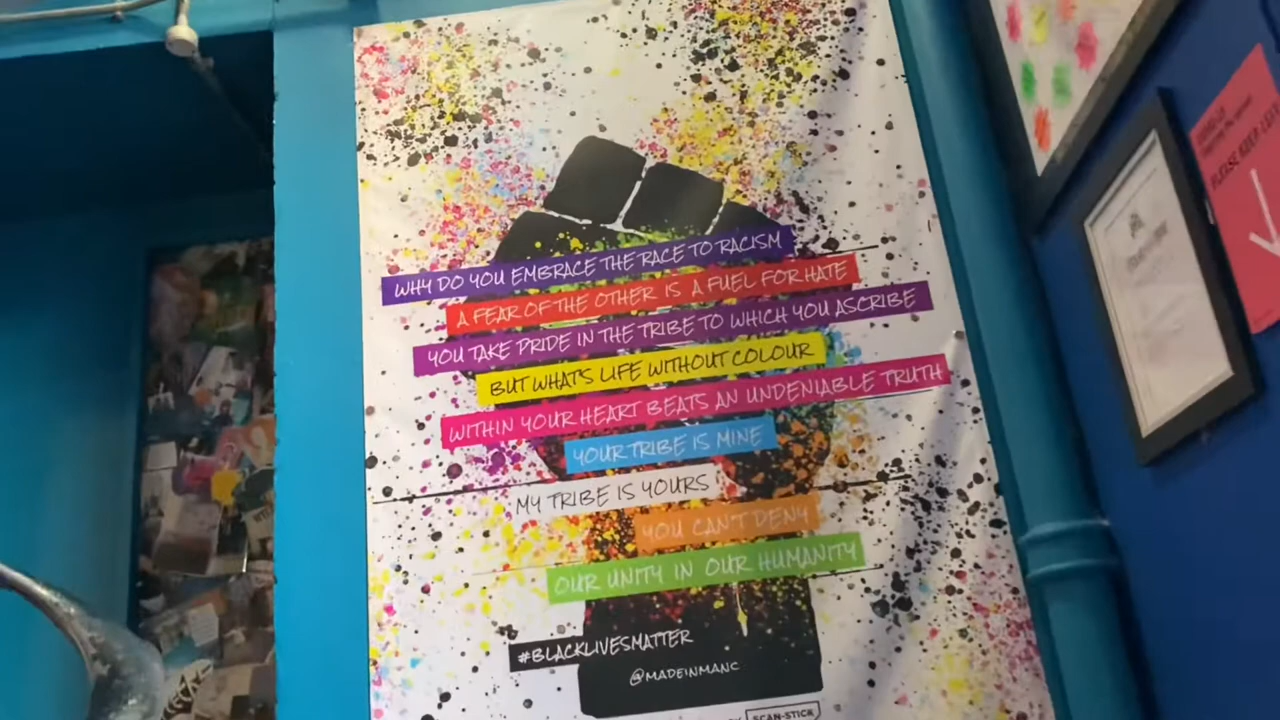 WHY DO YOU EMBRACE THE RACE TO RACISM
A FEAR OF THE OTHER IS A FUEL FOR HATE
YOU TAKE PRIDE IN THE TRIBE TO WHICH YOU ASCRIBE
BUT WHAT'S LIFE WITHOUT COLOUR
WITHIN YOUR HEART BEATS AN UNDENIABLE TRUTH
YOUR TRIBE IS MINE
MY TRIBE IS YOURS
YOU CAN'T DENY
OUR UNITY IN OUR HUMANITY
#BLACKLIVESMATTER
@MADEINMANC
SCAN-STICK
PLEASE KEEP LEFT